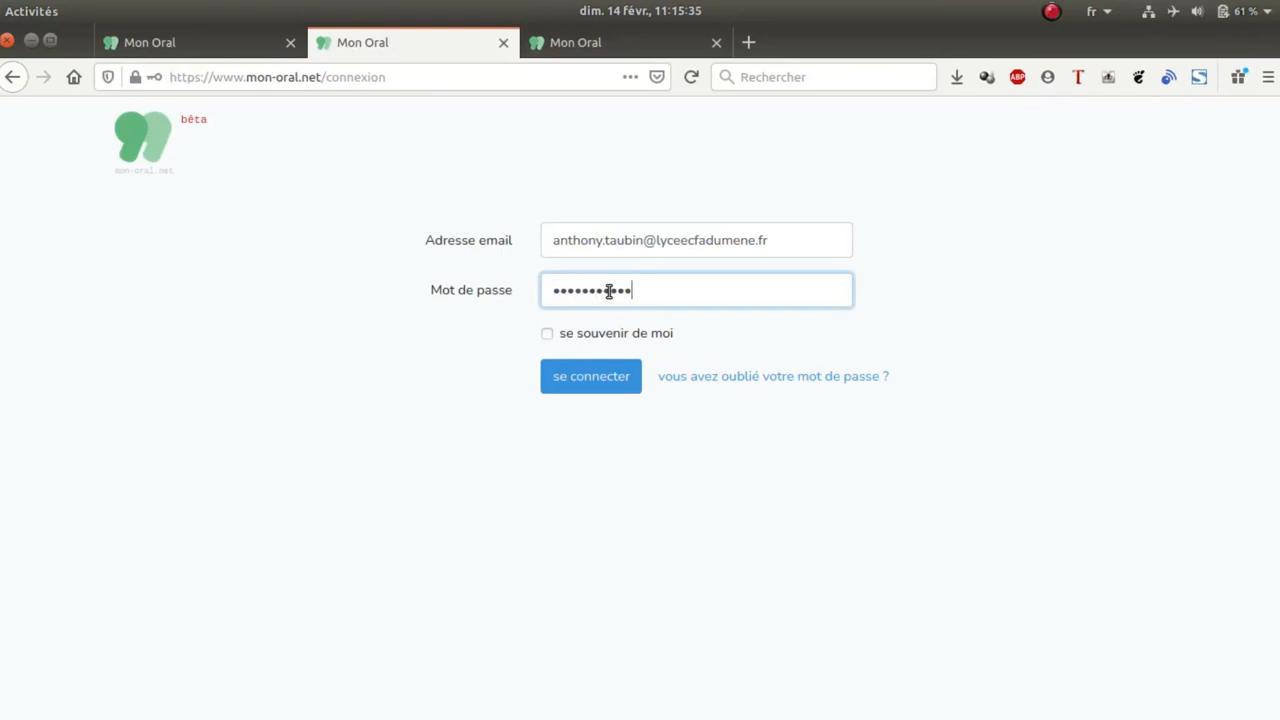 Activités
dim. 14 févr., 11:15:35
fr
61 %
Mon Oral
Mon Oral
Mon Oral
https://www.mon-oral.net/connexion
Rechercher
ABP
T
S
bêta
mon-oral.net
Adresse email
anthony.taubin@lyceecfadumene.fr
Mot de passe
•••••••••••
se souvenir de moi
se connecter
vous avez oublié votre mot de passe ?